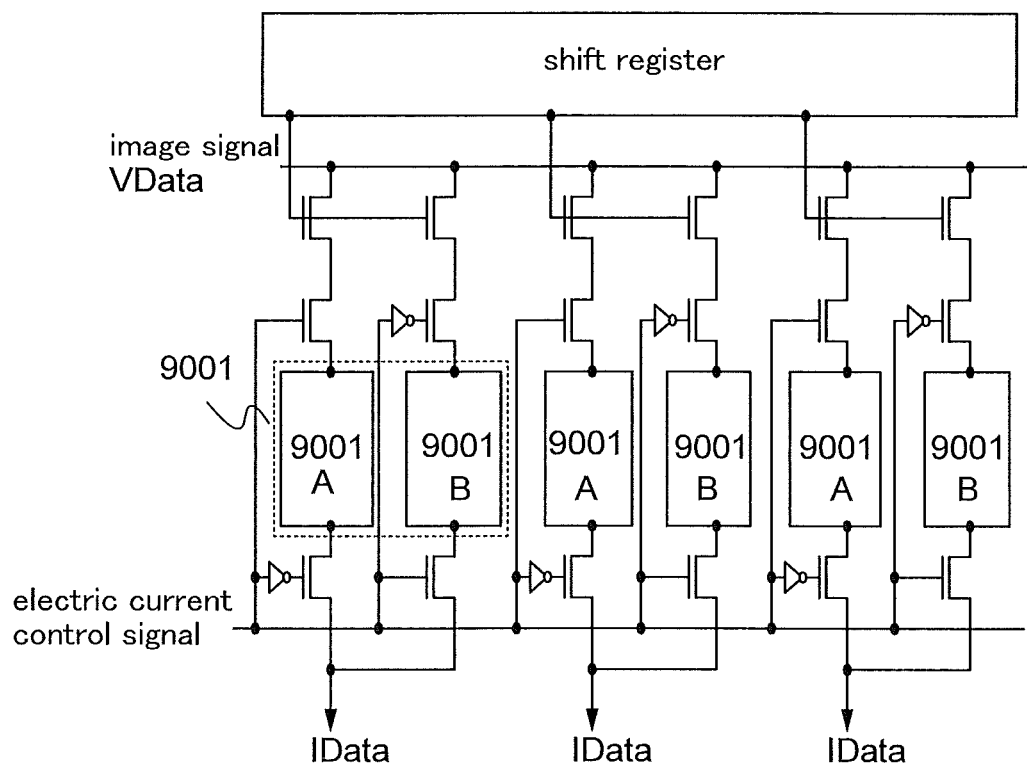 shift register
image signal
VData
9001
9001
A
9001
B
9001
A
9001
B
9001
A
9001
B
electric current
control signal
IData
IData
IData